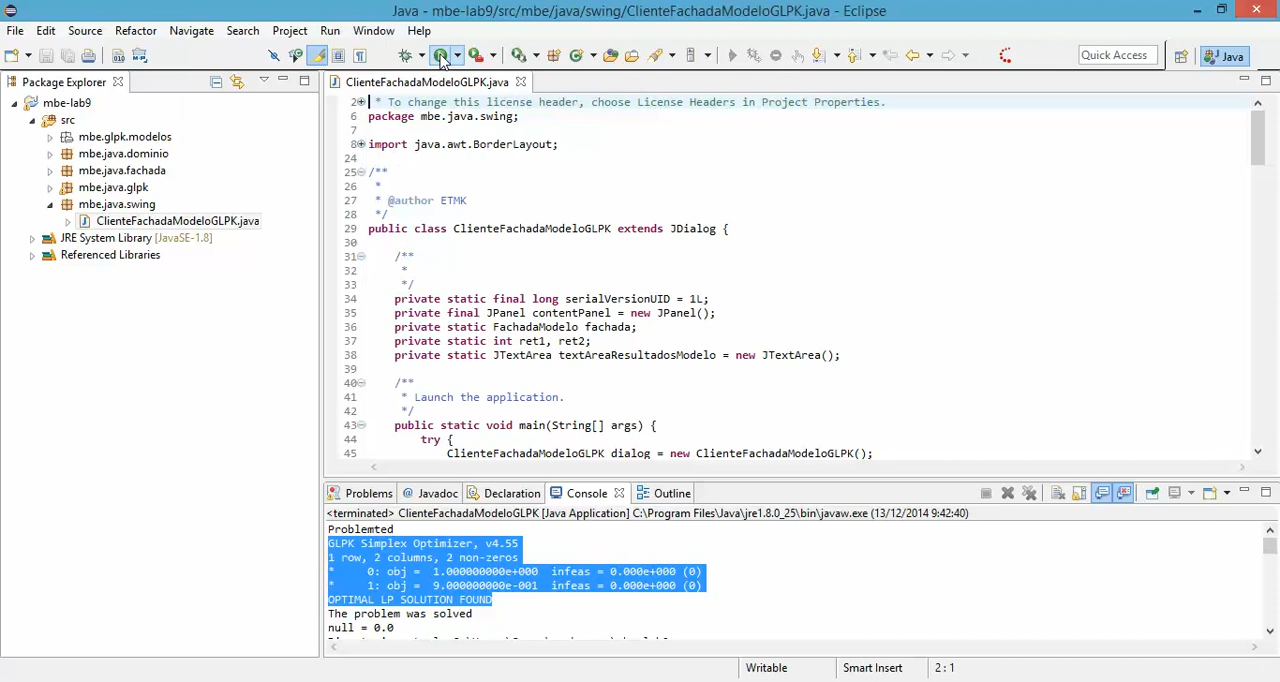 Java - mbe-lab9/src/mbe/java/swing/ClienteFachadaModeloGLPK.java - Eclipse
File Edit Source Refactor Navigate Search Project Run Window Help
Quick Access
Java
Package Explorer
mbe-lab9
src
mbe.glpk.modelos
mbe.java.dominio
mbe.java.fachada
mbe.java.glpk
mbe.java.swing
ClienteFachadaModeloGLPK.java
JRE System Library [JavaSE-1.8]
Referenced Libraries
ClienteFachadaModeloGLPK.java
2 * To change this license header, choose License Headers in Project Properties.
6 package mbe.java.swing;
7
8 import java.awt.BorderLayout;
24
25 /**
26 *
27 * @author ETMK
28 */
29 public class ClienteFachadaModeloGLPK extends JDialog {
30
31 /**
32 *
33 */
34 private static final long serialVersionUID = 1L;
35 private final JPanel contentPanel = new JPanel();
36 private static FachadaModelo fachada;
37 private static int ret1, ret2;
38 private static JTextArea textAreaResultadosModelo = new JTextArea();
39
40 /**
41 * Launch the application.
42 */
43 public static void main(String[] args) {
44 try {
45 ClienteFachadaModeloGLPK dialog = new ClienteFachadaModeloGLPK();
Problems @ Javadoc Declaration Console Outline
<terminated> ClienteFachadaModeloGLPK [Java Application] C:\Program Files\Java\jre1.8.0_25\bin\javaw.exe (13/12/2014 9:42:40)
Problemted
GLPK Simplex Optimizer, v4.55
1 row, 2 columns, 2 non-zeros
* 0: obj = 1.000000000e+000 infeas = 0.000e+000 (0)
* 1: obj = 9.000000000e-001 infeas = 0.000e+000 (0)
OPTIMAL LP SOLUTION FOUND
The problem was solved
null = 0.0
Writable Smart Insert 2 : 1